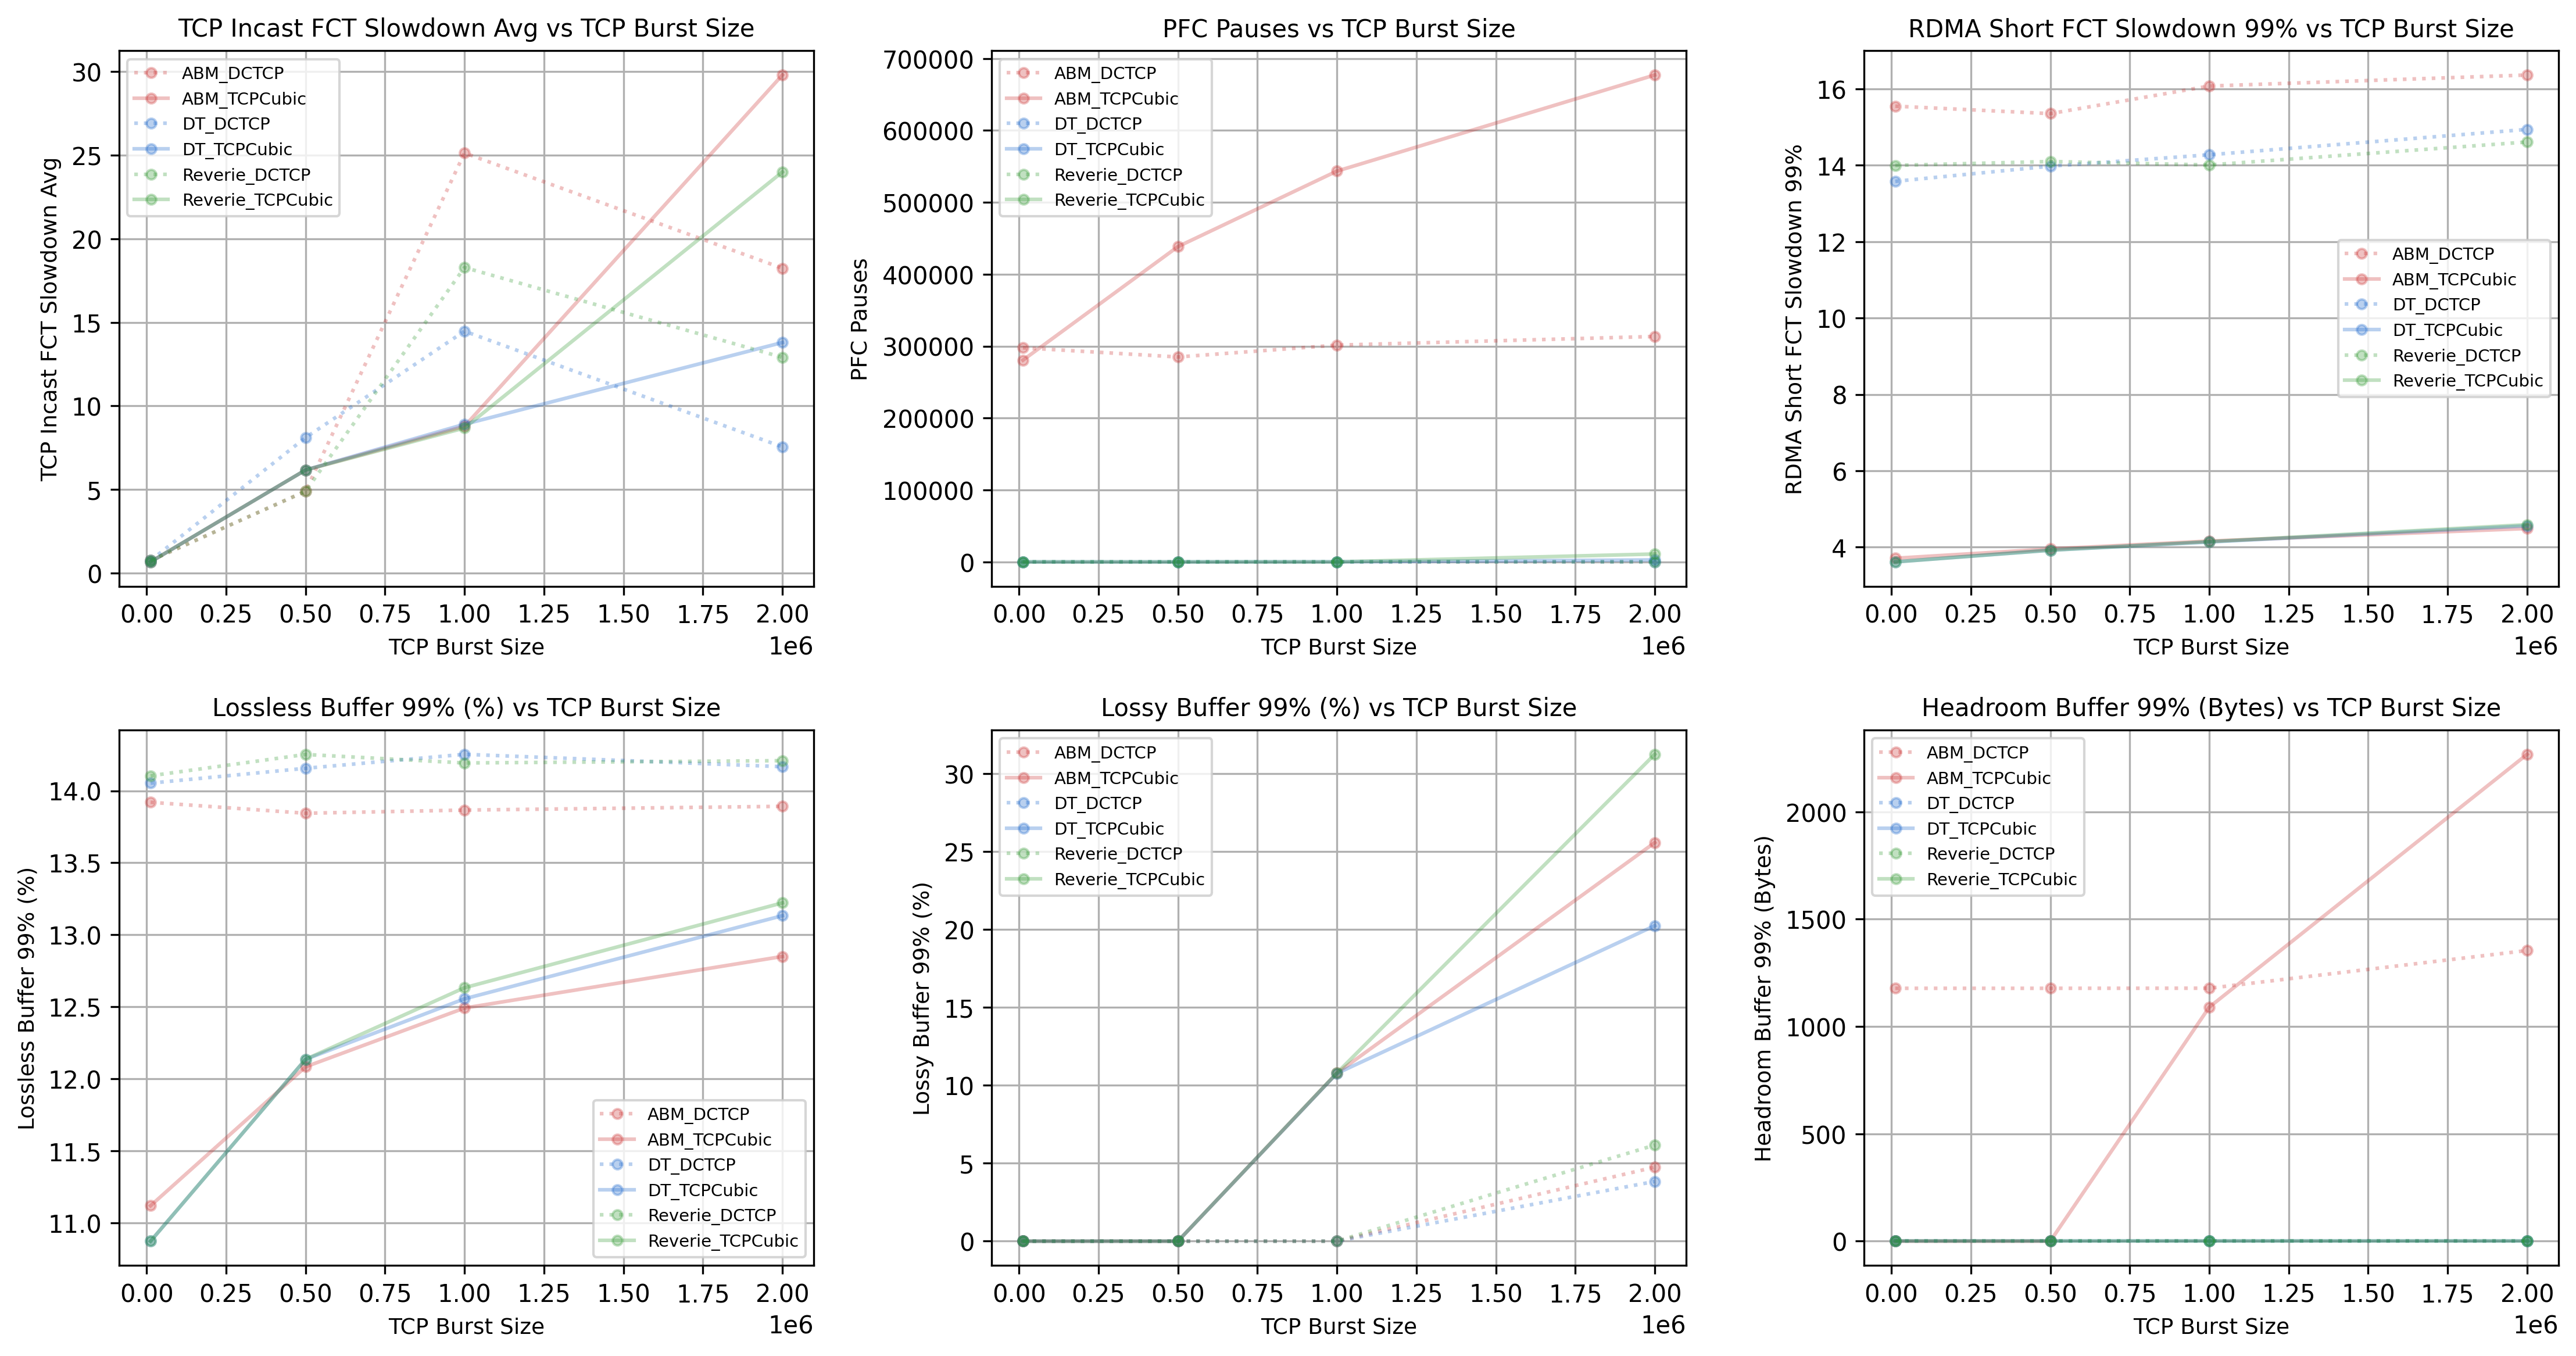 TCP Incast FCT Slowdown Avg vs TCP Burst Size
TCP Incast FCT Slowdown Avg
30
25
20
15
10
5
0
ABM_DCTCP
ABM_TCPCubic
DT_DCTCP
DT_TCPCubic
Reverie_DCTCP
Reverie_TCPCubic
0.00 0.25 0.50 0.75 1.00 1.25 1.50 1.75 2.00
TCP Burst Size
1e6
PFC Pauses vs TCP Burst Size
PFC Pauses
700000
600000
500000
400000
300000
200000
100000
0
ABM_DCTCP
ABM_TCPCubic
DT_DCTCP
DT_TCPCubic
Reverie_DCTCP
Reverie_TCPCubic
0.00 0.25 0.50 0.75 1.00 1.25 1.50 1.75 2.00
TCP Burst Size
1e6
RDMA Short FCT Slowdown 99% vs TCP Burst Size
RDMA Short FCT Slowdown 99%
16
14
12
10
8
6
4
ABM_DCTCP
ABM_TCPCubic
DT_DCTCP
DT_TCPCubic
Reverie_DCTCP
Reverie_TCPCubic
0.00 0.25 0.50 0.75 1.00 1.25 1.50 1.75 2.00
TCP Burst Size
1e6
Lossless Buffer 99% (%) vs TCP Burst Size
Lossless Buffer 99% (%)
14.0
13.5
13.0
12.5
12.0
11.5
11.0
ABM_DCTCP
ABM_TCPCubic
DT_DCTCP
DT_TCPCubic
Reverie_DCTCP
Reverie_TCPCubic
0.00 0.25 0.50 0.75 1.00 1.25 1.50 1.75 2.00
TCP Burst Size
1e6
Lossy Buffer 99% (%) vs TCP Burst Size
Lossy Buffer 99% (%)
30
25
20
15
10
5
0
ABM_DCTCP
ABM_TCPCubic
DT_DCTCP
DT_TCPCubic
Reverie_DCTCP
Reverie_TCPCubic
0.00 0.25 0.50 0.75 1.00 1.25 1.50 1.75 2.00
TCP Burst Size
1e6
Headroom Buffer 99% (Bytes) vs TCP Burst Size
Headroom Buffer 99% (Bytes)
2000
1500
1000
500
0
ABM_DCTCP
ABM_TCPCubic
DT_DCTCP
DT_TCPCubic
Reverie_DCTCP
Reverie_TCPCubic
0.00 0.25 0.50 0.75 1.00 1.25 1.50 1.75 2.00
TCP Burst Size
1e6